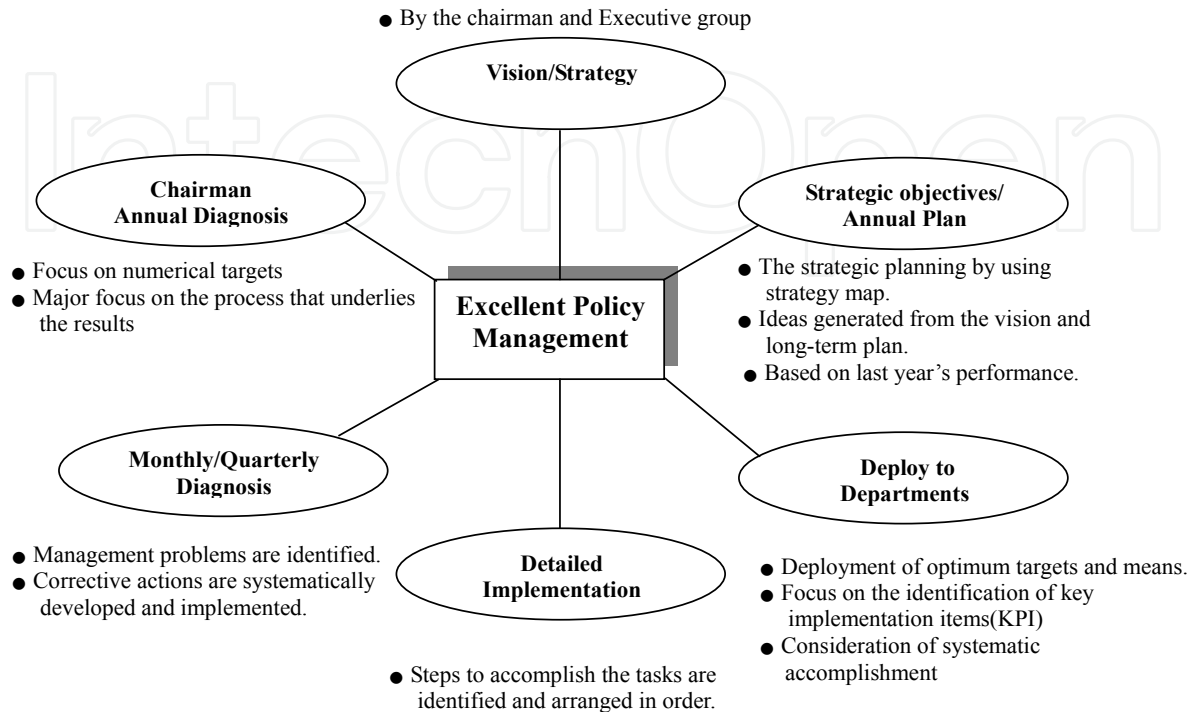 ● By the chairman and Executive group
Vision/Strategy
IntechOpen
Chairman
Annual Diagnosis
● Focus on numerical targets
● Major focus on the process that underlies
the results
Strategic objectives/
Annual Plan
● The strategic planning by using
strategy map.
● Ideas generated from the vision and
long-term plan.
● Based on last year’s performance.
Excellent Policy
Management
Monthly/Quarterly
Diagnosis
● Management problems are identified.
● Corrective actions are systematically
developed and implemented.
Detailed
Implementation
● Steps to accomplish the tasks are
identified and arranged in order.
Deploy to
Departments
● Deployment of optimum targets and means.
● Focus on the identification of key
implementation items(KPI)
● Consideration of systematic
accomplishment